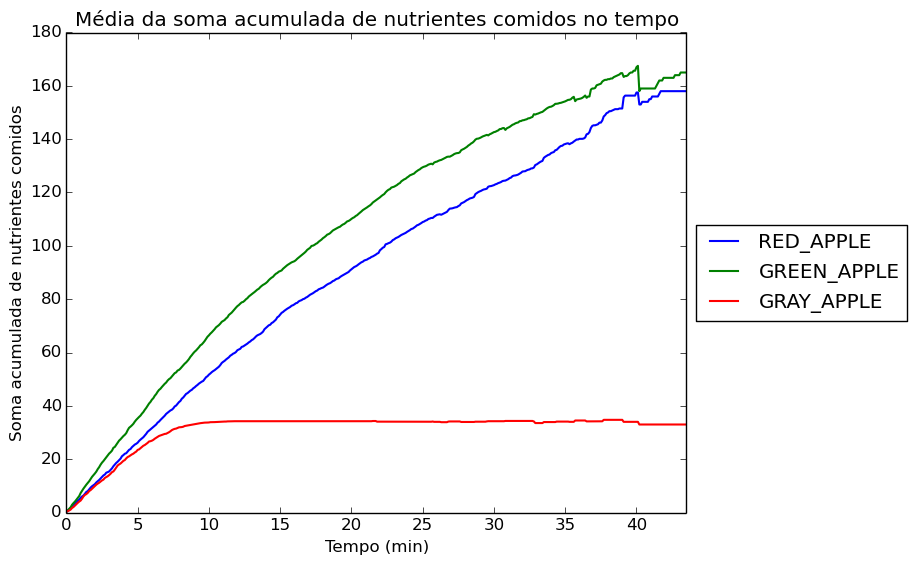 Média da soma acumulada de nutrientes comidos no tempo
Soma acumulada de nutrientes comidos
180
160
140
120
100
80
60
40
20
0
0 5 10 15 20 25 30 35 40
Tempo (min)
RED_APPLE
GREEN_APPLE
GRAY_APPLE